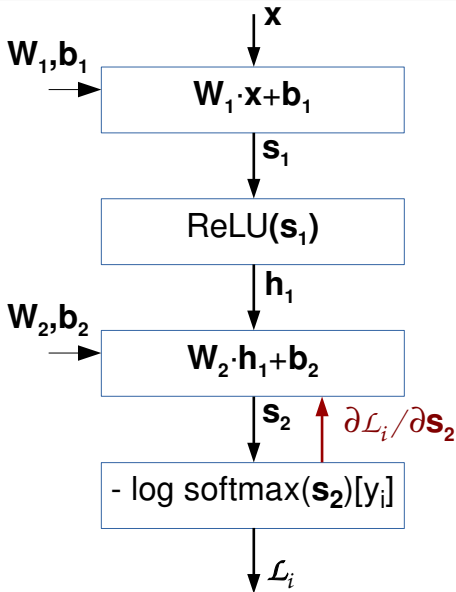 x
W₁,b₁
W₁·x+b₁
s₁
ReLU(s₁)
h₁
W₂,b₂
W₂·h₁+b₂
s₂
∂ℒᵢ/∂s₂
- log softmax(s₂)[yᵢ]
ℒᵢ